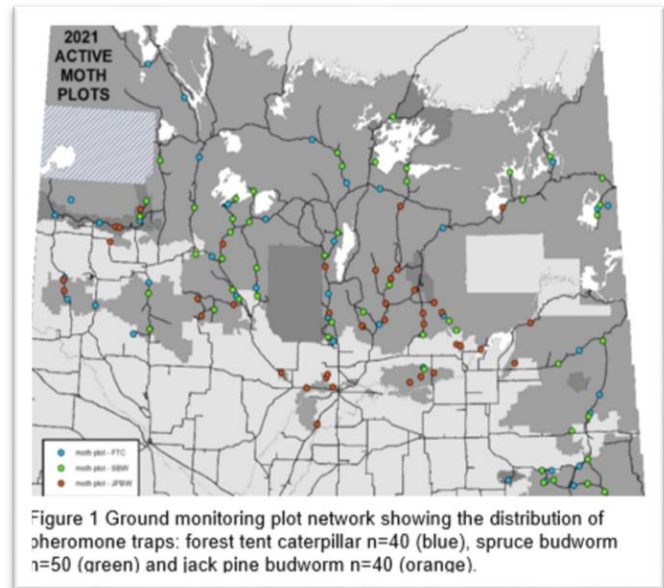 2021
ACTIVE
MOTH
PLOTS
moth plot - FTC
moth plot - SBW
moth plot - JPBW
Figure 1 Ground monitoring plot network showing the distribution of
pheromone traps: forest tent caterpillar n=40 (blue), spruce budworm
n=50 (green) and jack pine budworm n=40 (orange).